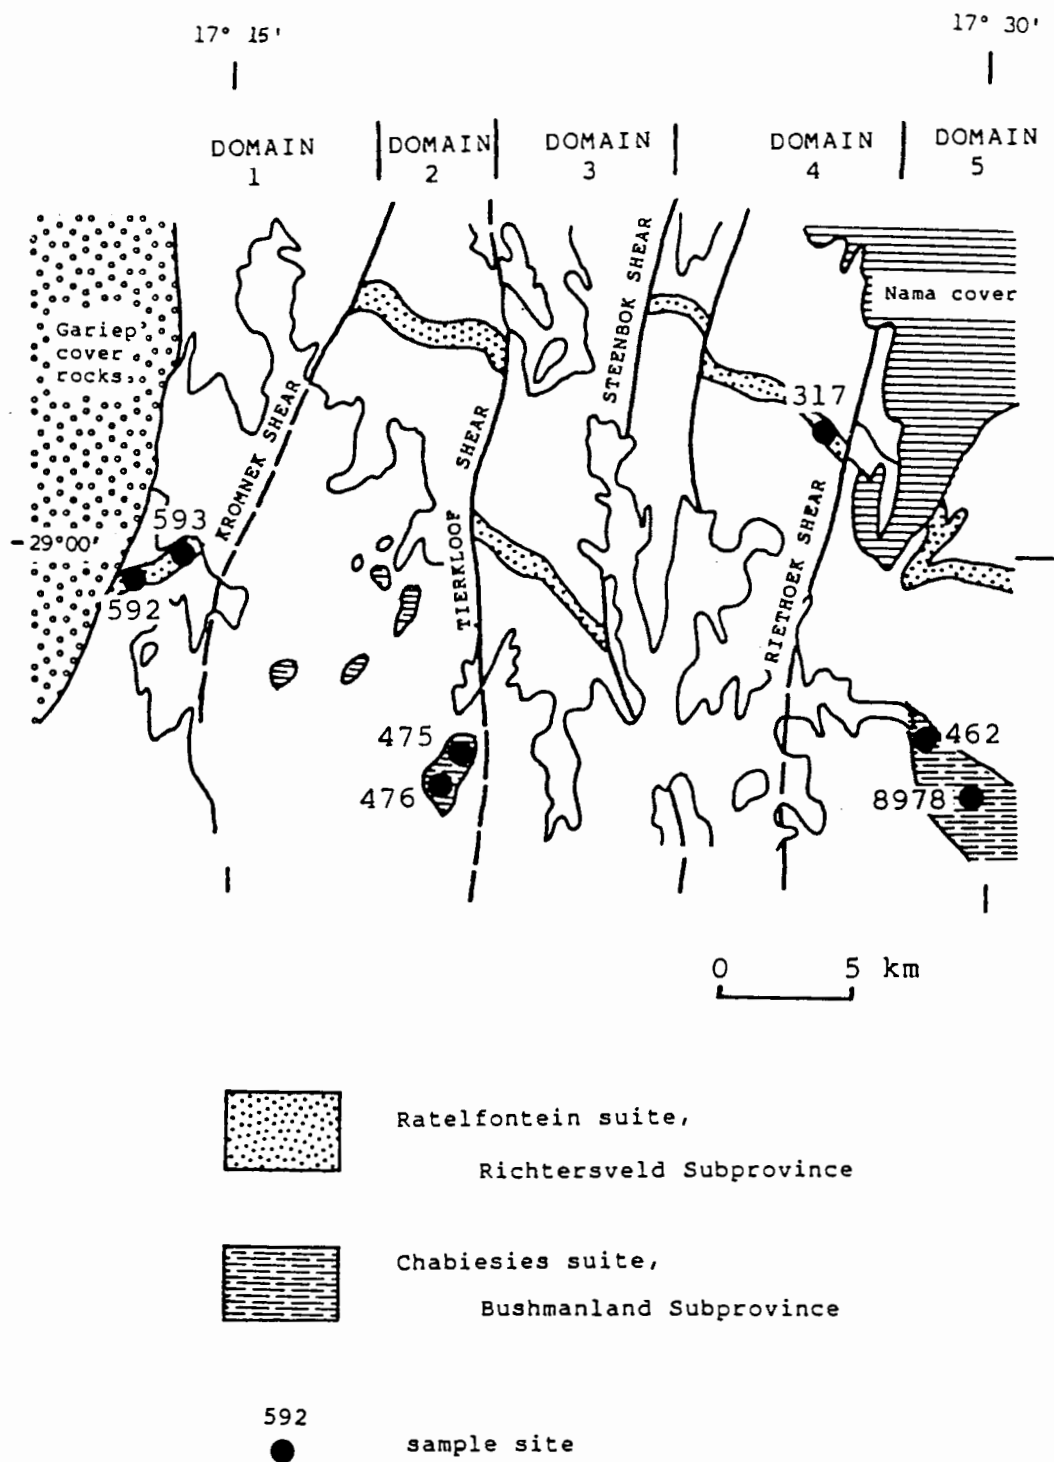 17° 15'
17° 30'
DOMAIN
1
DOMAIN
2
DOMAIN
3
DOMAIN
4
DOMAIN
5
Gariep
cover
rocks
Nama cover
KROMNEK SHEAR
TIERKLOOF SHEAR
STEENBOK SHEAR
RIETHOEK SHEAR
317
593
29°00'
592
475
476
462
8978
0 5 km
Ratelfontein suite,
Richtersveld Subprovince
Chabiesies suite,
Bushmanland Subprovince
592
sample site